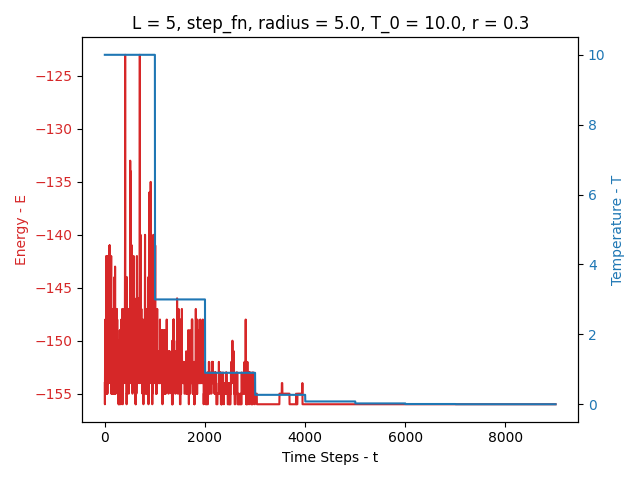 L = 5, step_fn, radius = 5.0, T_0 = 10.0, r = 0.3
−125
−130
−135
−140
−145
−150
−155
Energy - E
10
8
6
4
2
0
Temperature - T
0 2000 4000 6000 8000
Time Steps - t